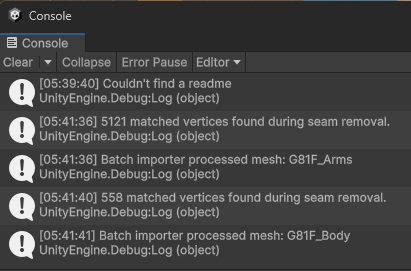 Console
Console
Clear Collapse Error Pause Editor
[05:39:40] Couldn't find a readme
UnityEngine.Debug:Log (object)
[05:41:36] 5121 matched vertices found during seam removal.
UnityEngine.Debug:Log (object)
[05:41:36] Batch importer processed mesh: G81F_Arms
UnityEngine.Debug:Log (object)
[05:41:40] 558 matched vertices found during seam removal.
UnityEngine.Debug:Log (object)
[05:41:41] Batch importer processed mesh: G81F_Body
UnityEngine.Debug:Log (object)